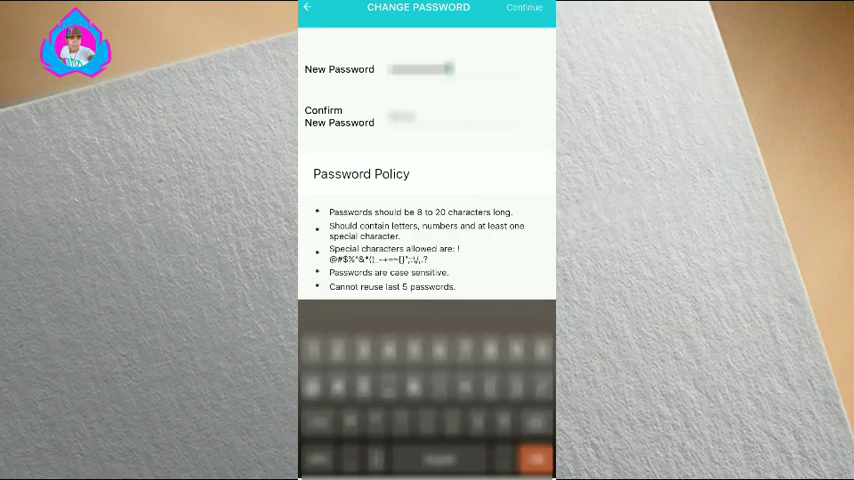 CHANGE PASSWORD
Continue
New Password
Confirm
New Password
Password Policy
* Passwords should be 8 to 20 characters long.
* Should contain letters, numbers and at least one
special character.
* Special characters allowed are: !
@#$%^&*()_-+=~{}";:\/,.?
* Passwords are case sensitive.
* Cannot reuse last 5 passwords.